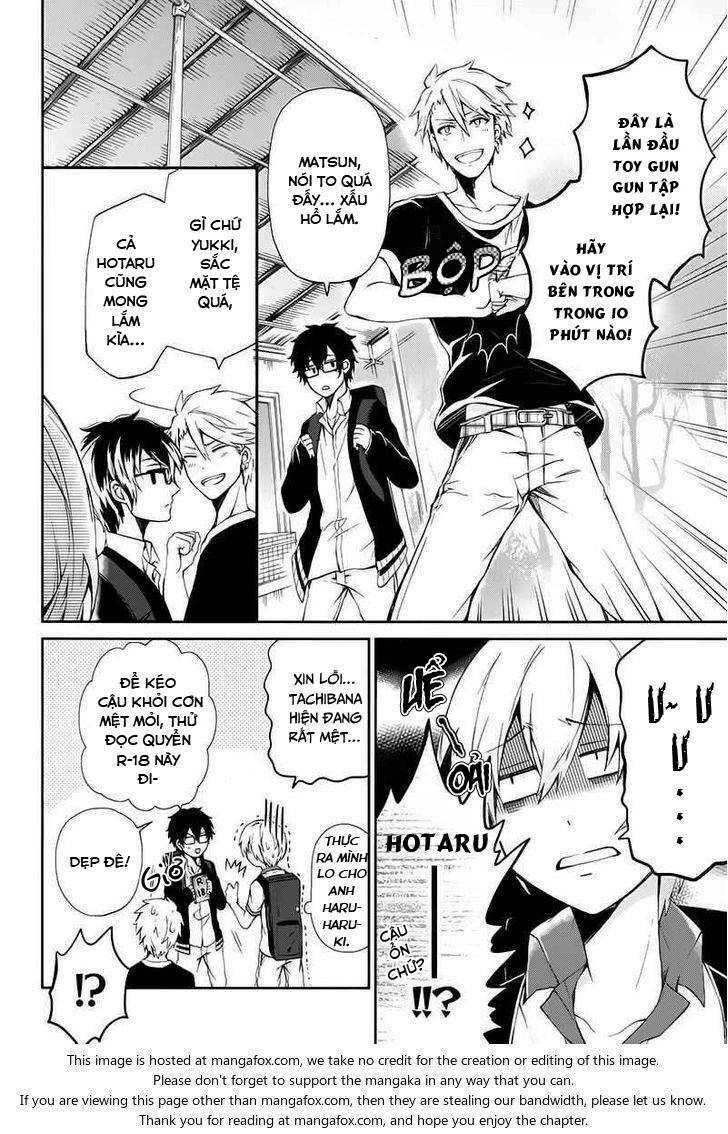 ĐÂY LÀ
LẦN ĐẦU
TOY GUN
GUN TẬP
HỢP LẠI!
HÃY
VÀO VỊ TRÍ
BÊN TRONG
TRONG 10
PHÚT NÀO!
BỘP
MATSUN,
NÓI TO QUÁ
ĐẤY... XẤU
HỔ LẮM.
GÌ CHỨ
YUKKI,
SẮC
MẶT TỆ
QUÁ,
CẢ
HOTARU
CŨNG
MONG
LẮM
KÌA...
Ư~ Ư
Ư...
UỂ
OẢI
HOTARU
CẬU
ỔN
CHỨ?
!!?
XIN LỖI...
TACHIBANA
HIỆN ĐANG
RẤT MỆT...
ĐỂ KÉO
CẬU KHỎI CƠN
MỆT MỎI, THỬ
ĐỌC QUYỂN
R-18 NÀY
ĐI-
THỰC
RA MÌNH
LO CHO
ANH
HARU-
HARU-
KI.
GIƠ
R
18
DẸP ĐÊ!
!?
This image is hosted at mangafox.com, we take no credit for the creation or editing of this image.
Please don't forget to support the mangaka in any way that you can.
If you are viewing this page other than mangafox.com, then they are stealing our bandwidth, please let us know.
Thank you for reading at mangafox.com, and hope you enjoy the chapter.